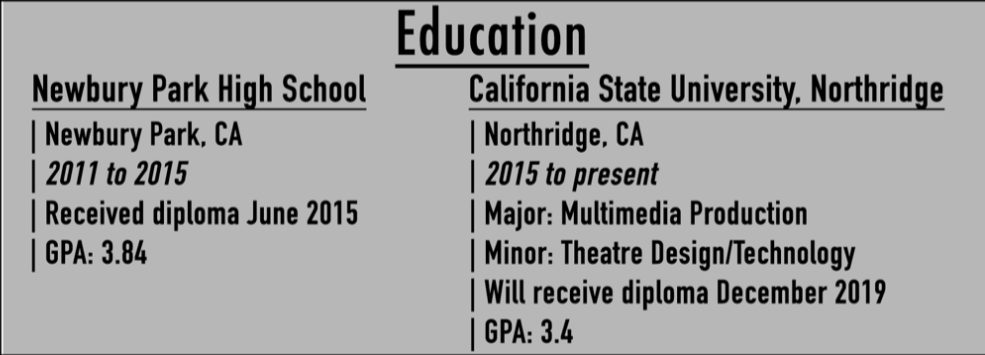 Education
Newbury Park High School
| Newbury Park, CA
| 2011 to 2015
| Received diploma June 2015
| GPA: 3.84
California State University, Northridge
| Northridge, CA
| 2015 to present
| Major: Multimedia Production
| Minor: Theatre Design/Technology
| Will receive diploma December 2019
| GPA: 3.4